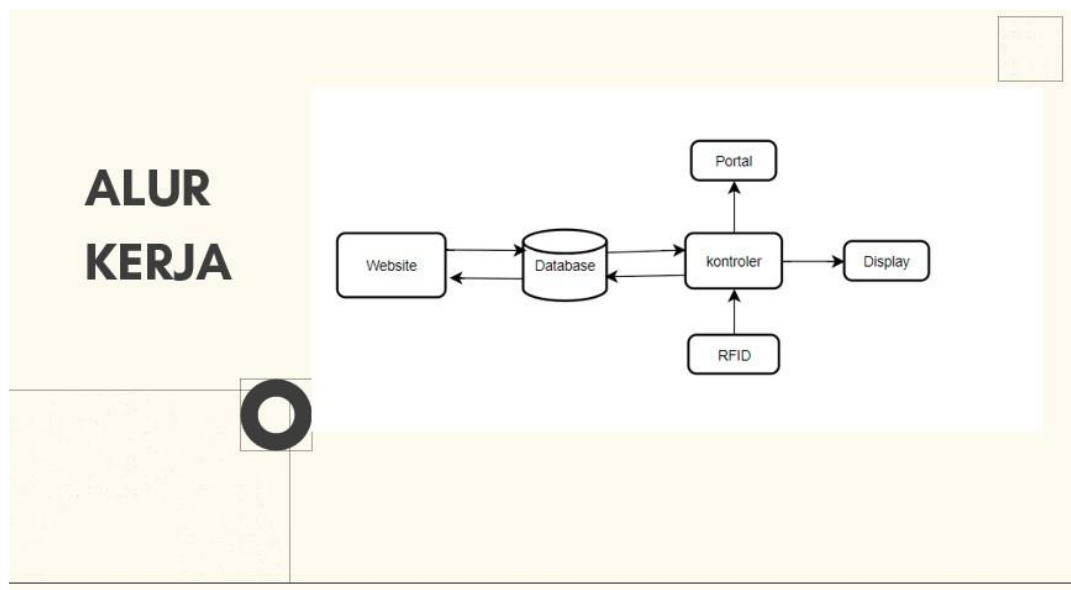 ALUR
KERJA
Portal
Website
Database
kontroler
Display
RFID